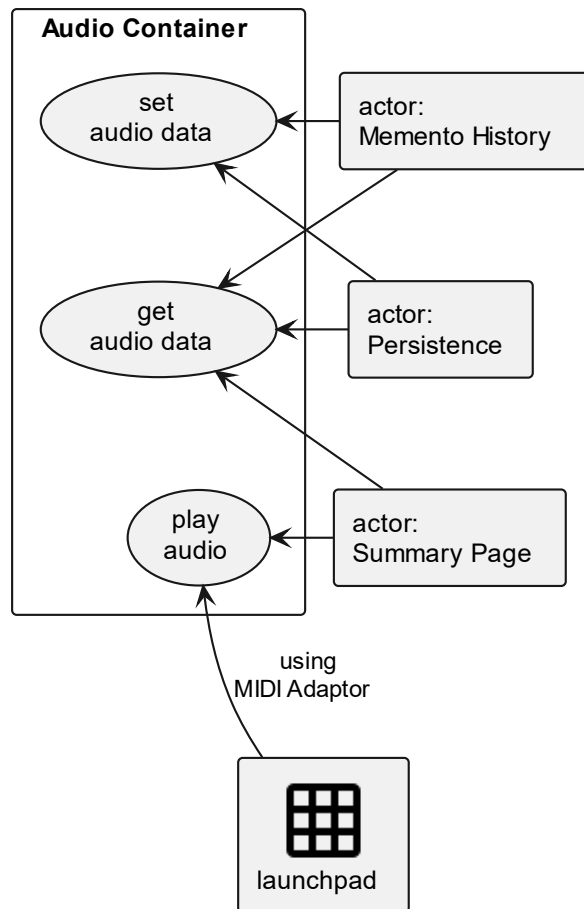 Audio Container
set
audio data
actor:
Memento History
get
audio data
actor:
Persistence
play
audio
actor:
Summary Page
using
MIDI Adaptor
launchpad